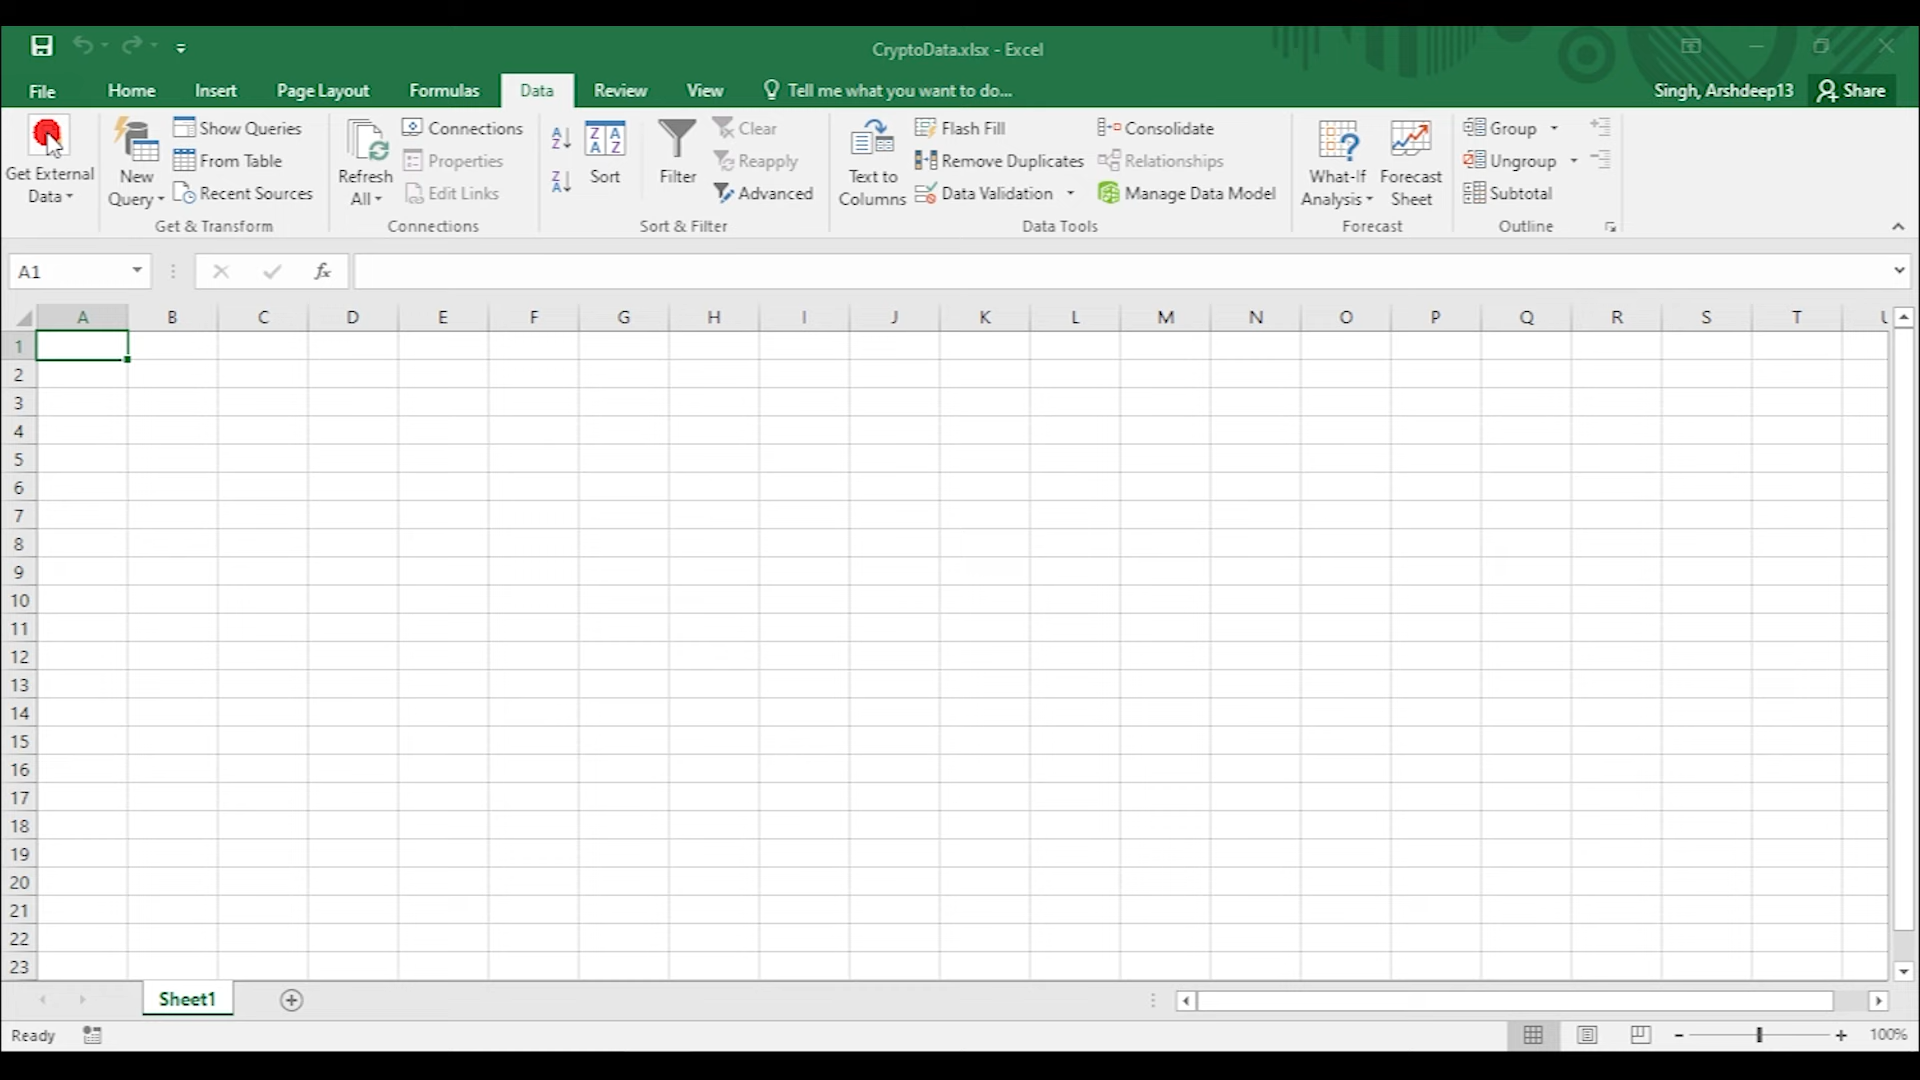 CryptoData.xlsx - Excel
File Home Insert Page Layout Formulas Data Review View Tell me what you want to do... Singh, Arshdeep13 Share
Get External Data
New Query
Show Queries
From Table
Recent Sources
Get & Transform
Refresh All
Connections
Properties
Edit Links
Connections
Sort
Filter
Clear
Reapply
Advanced
Sort & Filter
Text to Columns
Flash Fill
Remove Duplicates
Data Validation
Consolidate
Relationships
Manage Data Model
Data Tools
What-If Analysis
Forecast Sheet
Forecast
Group
Ungroup
Subtotal
Outline
A1 fx
A B C D E F G H I J K L M N O P Q R S T
1
2
3
4
5
6
7
8
9
10
11
12
13
14
15
16
17
18
19
20
21
22
23
Sheet1
Ready 100%